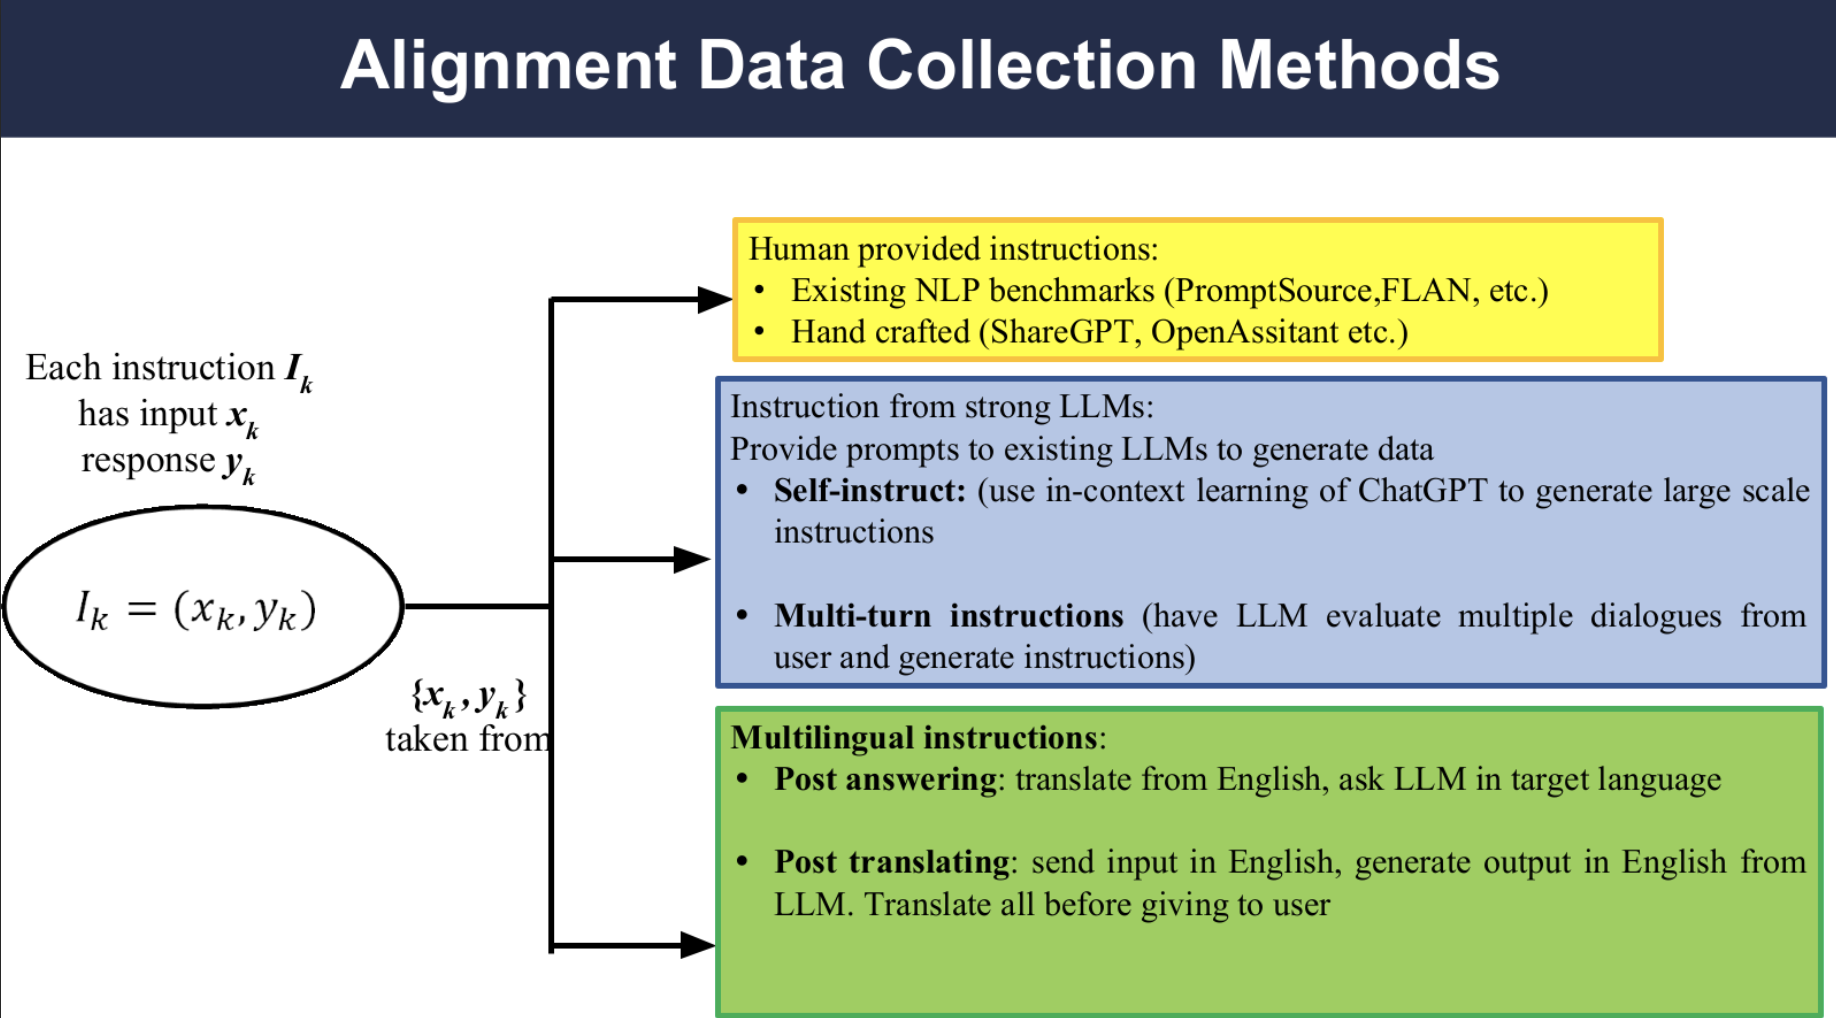 Alignment Data Collection Methods
Each instruction I_k
has input x_k
response y_k
I_k = (x_k, y_k)
{x_k, y_k}
taken from
Human provided instructions:
• Existing NLP benchmarks (PromptSource,FLAN, etc.)
• Hand crafted (ShareGPT, OpenAssitant etc.)
Instruction from strong LLMs:
Provide prompts to existing LLMs to generate data
• Self-instruct: (use in-context learning of ChatGPT to generate large scale
instructions
• Multi-turn instructions (have LLM evaluate multiple dialogues from
user and generate instructions)
Multilingual instructions:
• Post answering: translate from English, ask LLM in target language
• Post translating: send input in English, generate output in English from
LLM. Translate all before giving to user